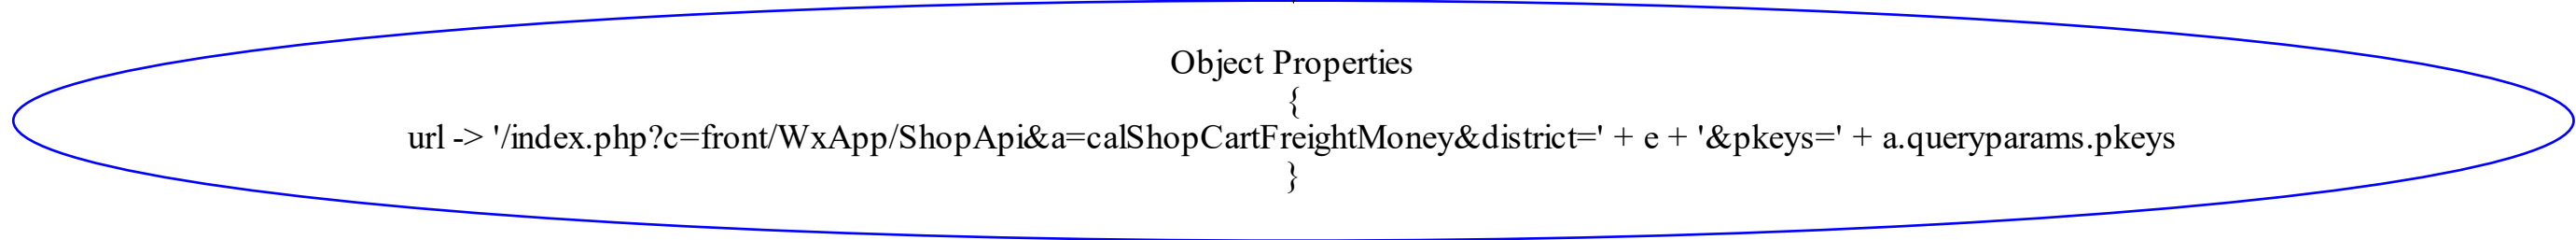 Object Properties
{
url -> '/index.php?c=front/WxApp/ShopApi&a=calShopCartFreightMoney&district=' + e + '&pkeys=' + a.queryparams.pkeys
}